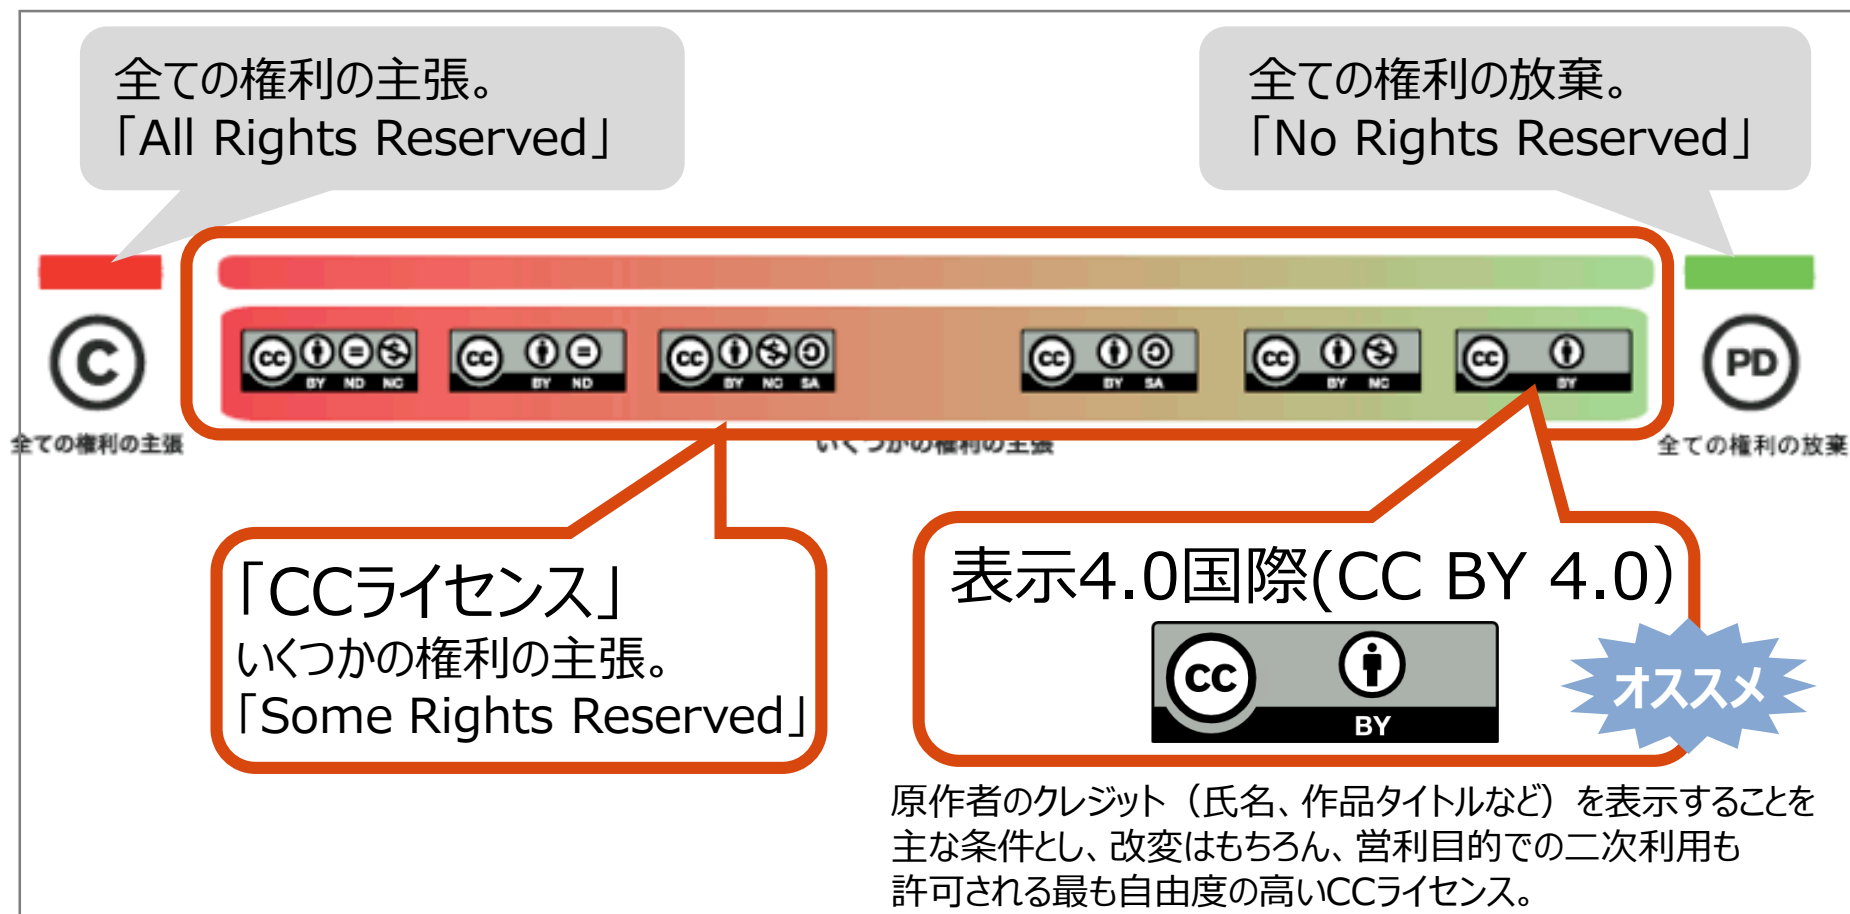 全ての権利の主張。
「All Rights Reserved」
全ての権利の放棄。
「No Rights Reserved」
C
cc BY ND NC
cc BY ND
cc BY NC SA
cc BY SA
cc BY NC
cc BY
PD
全ての権利の主張
いくつかの権利の主張
全ての権利の放棄
「CCライセンス」
いくつかの権利の主張。
「Some Rights Reserved」
表示4.0国際(CC BY 4.0）
cc
BY
オススメ
原作者のクレジット（氏名、作品タイトルなど）を表示することを
主な条件とし、改変はもちろん、営利目的での二次利用も
許可される最も自由度の高いCCライセンス。